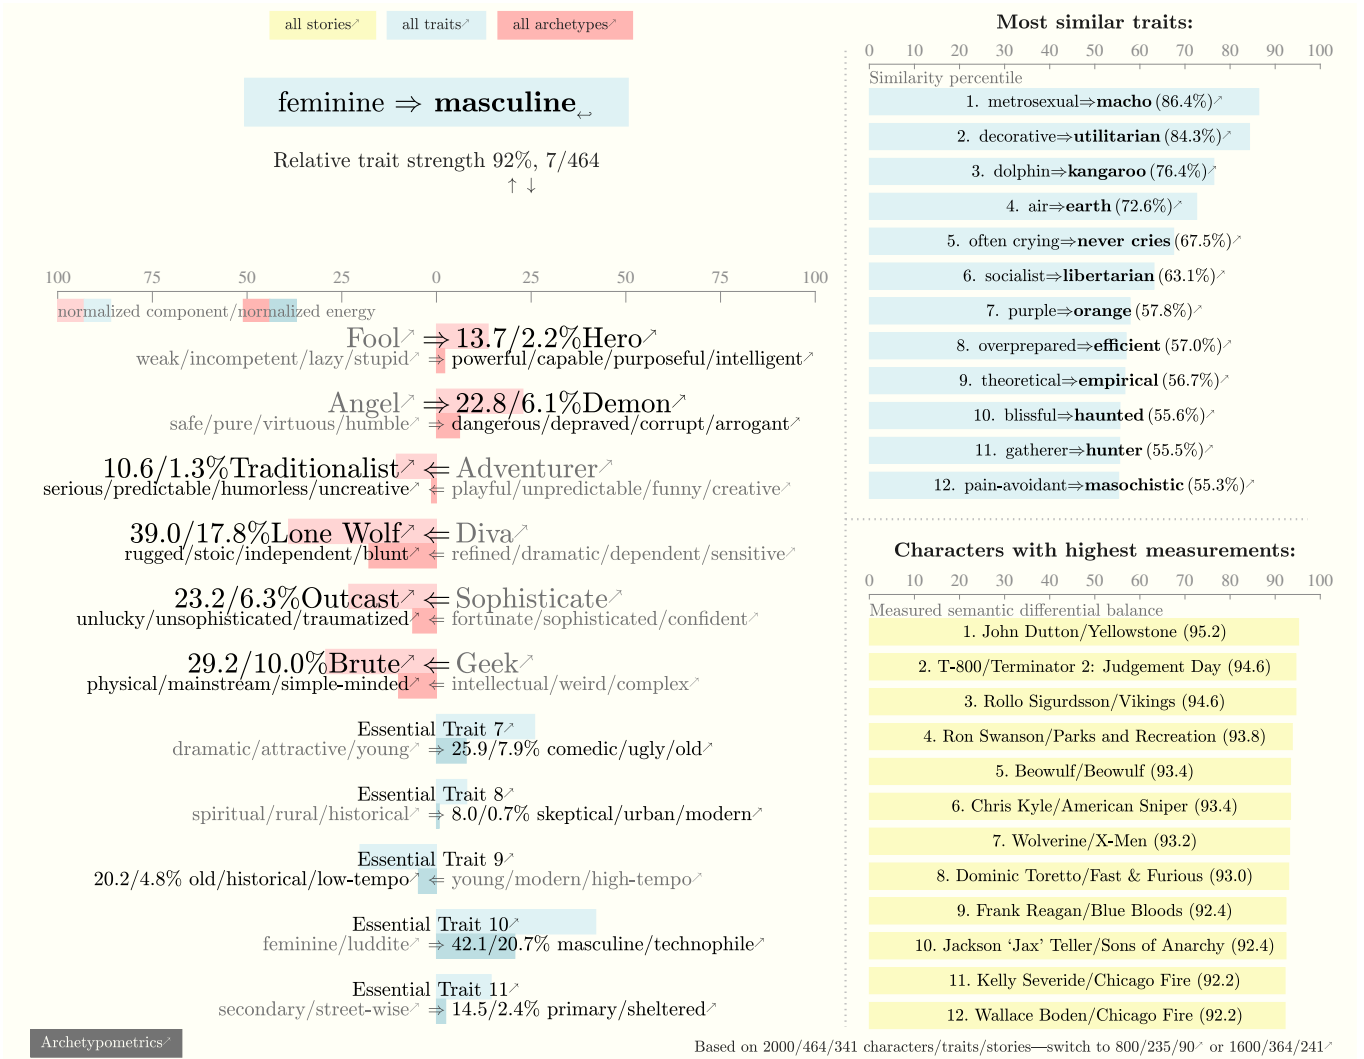 all stories↗ all traits↗ all archetypes↗
feminine ⇒ masculine↩
Relative trait strength 92%, 7/464
↑ ↓
100 75 50 25 0 25 50 75 100
normalized component/normalized energy
Fool↗ ⇒ 13.7/2.2%Hero↗
weak/incompetent/lazy/stupid↗ ⇒ powerful/capable/purposeful/intelligent↗
Angel↗ ⇒ 22.8/6.1%Demon↗
safe/pure/virtuous/humble↗ ⇒ dangerous/depraved/corrupt/arrogant↗
10.6/1.3%Traditionalist↗ ⇐ Adventurer↗
serious/predictable/humorless/uncreative↗ ⇐ playful/unpredictable/funny/creative↗
39.0/17.8%Lone Wolf↗ ⇐ Diva↗
rugged/stoic/independent/blunt↗ ⇐ refined/dramatic/dependent/sensitive↗
23.2/6.3%Outcast↗ ⇐ Sophisticate↗
unlucky/unsophisticated/traumatized↗ ⇐ fortunate/sophisticated/confident↗
29.2/10.0%Brute↗ ⇐ Geek↗
physical/mainstream/simple-minded↗ ⇐ intellectual/weird/complex↗
Essential Trait 7↗
dramatic/attractive/young↗ ⇒ 25.9/7.9% comedic/ugly/old↗
Essential Trait 8↗
spiritual/rural/historical↗ ⇒ 8.0/0.7% skeptical/urban/modern↗
Essential Trait 9↗
20.2/4.8% old/historical/low-tempo↗ ⇐ young/modern/high-tempo↗
Essential Trait 10↗
feminine/luddite↗ ⇒ 42.1/20.7% masculine/technophile↗
Essential Trait 11↗
secondary/street-wise↗ ⇒ 14.5/2.4% primary/sheltered↗
Archetypometrics↗
Most similar traits:
0 10 20 30 40 50 60 70 80 90 100
Similarity percentile
1. metrosexual⇒macho (86.4%)↗
2. decorative⇒utilitarian (84.3%)↗
3. dolphin⇒kangaroo (76.4%)↗
4. air⇒earth (72.6%)↗
5. often crying⇒never cries (67.5%)↗
6. socialist⇒libertarian (63.1%)↗
7. purple⇒orange (57.8%)↗
8. overprepared⇒efficient (57.0%)↗
9. theoretical⇒empirical (56.7%)↗
10. blissful⇒haunted (55.6%)↗
11. gatherer⇒hunter (55.5%)↗
12. pain-avoidant⇒masochistic (55.3%)↗
Characters with highest measurements:
0 10 20 30 40 50 60 70 80 90 100
Measured semantic differential balance
1. John Dutton/Yellowstone (95.2)
2. T-800/Terminator 2: Judgement Day (94.6)
3. Rollo Sigurdsson/Vikings (94.6)
4. Ron Swanson/Parks and Recreation (93.8)
5. Beowulf/Beowulf (93.4)
6. Chris Kyle/American Sniper (93.4)
7. Wolverine/X-Men (93.2)
8. Dominic Toretto/Fast & Furious (93.0)
9. Frank Reagan/Blue Bloods (92.4)
10. Jackson ‘Jax’ Teller/Sons of Anarchy (92.4)
11. Kelly Severide/Chicago Fire (92.2)
12. Wallace Boden/Chicago Fire (92.2)
Based on 2000/464/341 characters/traits/stories—switch to 800/235/90↗ or 1600/364/241↗